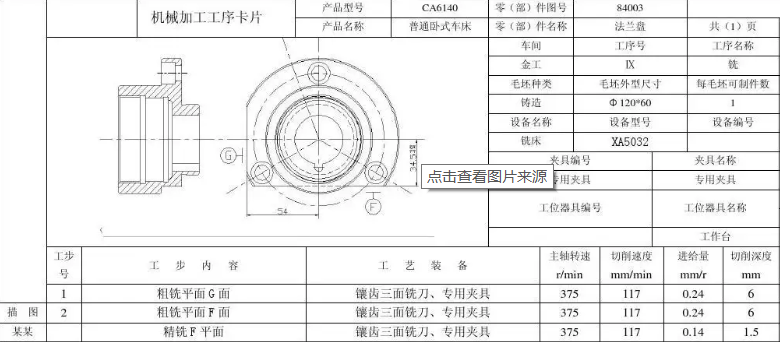 机械加工工序卡片 产品型号 CA6140 零（部）件图号 84003
产品名称 普通卧式车床 零（部）件名称 法兰盘 共（1）页
车间 工序号 工序名称
金工 Ⅸ 铣
毛坯种类 毛坯外型尺寸 每毛坯可制件数
铸造 Φ120*60 1
设备名称 设备型号 设备编号
铣床 XA5032
夹具编号 夹具名称
专用夹具 专用夹具
工位器具编号 工位器具名称
工作台
G
F
54
点击查看图片来源
工步号 工步内容 工艺装备 主轴转速 r/min 切削速度 mm/min 进给量 mm/r 切削深度 mm
1 粗铣平面G面 镶齿三面铣刀、专用夹具 375 117 0.24 6
描图 2 粗铣平面F面 镶齿三面铣刀、专用夹具 375 117 0.24 6
某某 精铣F平面 镶齿三面铣刀、专用夹具 375 117 0.14 1.5